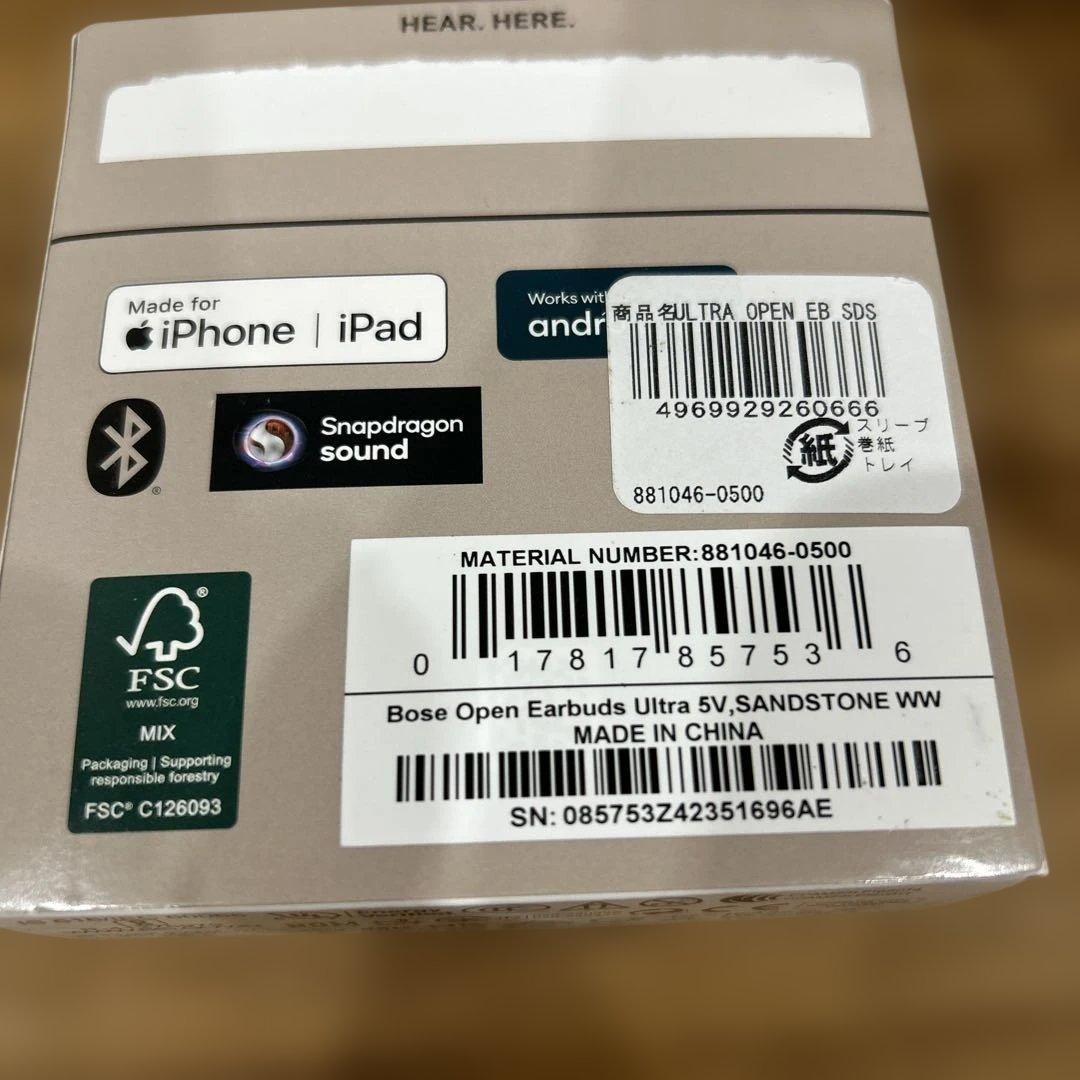 HEAR. HERE.
Made for
iPhone | iPad
Works with
andr
商品名ULTRA OPEN EB SDS
4969929260666
紙
スリーブ
巻紙
トレイ
881046-0500
Snapdragon
sound
MATERIAL NUMBER:881046-0500
0 17817 85753 6
Bose Open Earbuds Ultra 5V,SANDSTONE WW
MADE IN CHINA
SN: 085753Z42351696AE
FSC®
www.fsc.org
MIX
Packaging | Supporting
responsible forestry
FSC® C126093